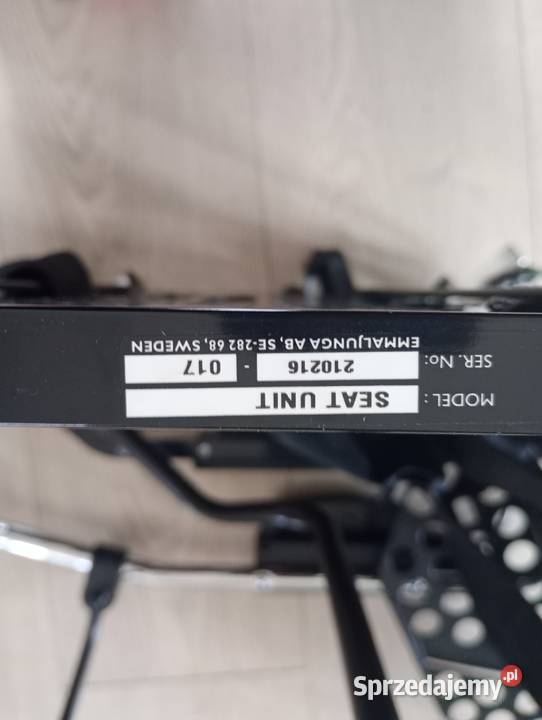 MODEL: SEAT UNIT
SER. No: 210216 - 017
EMMALJUNGA AB, SE-282 68, SWEDEN
Sprzedajemy.pl